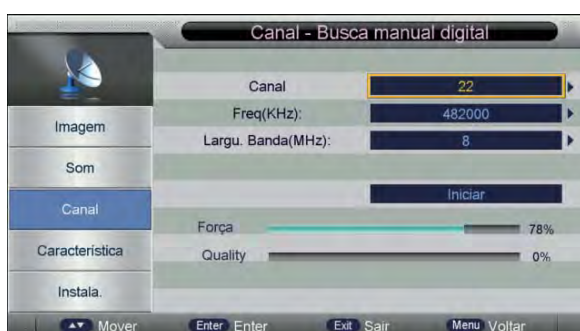 Canal - Busca manual digital
Canal 22
Freq(KHz): 482000
Largu. Banda(MHz): 8
Iniciar
Força 78%
Quality 0%
Imagem
Som
Canal
Característica
Instala.
Mover Enter Enter Exit Sair Menu Voltar